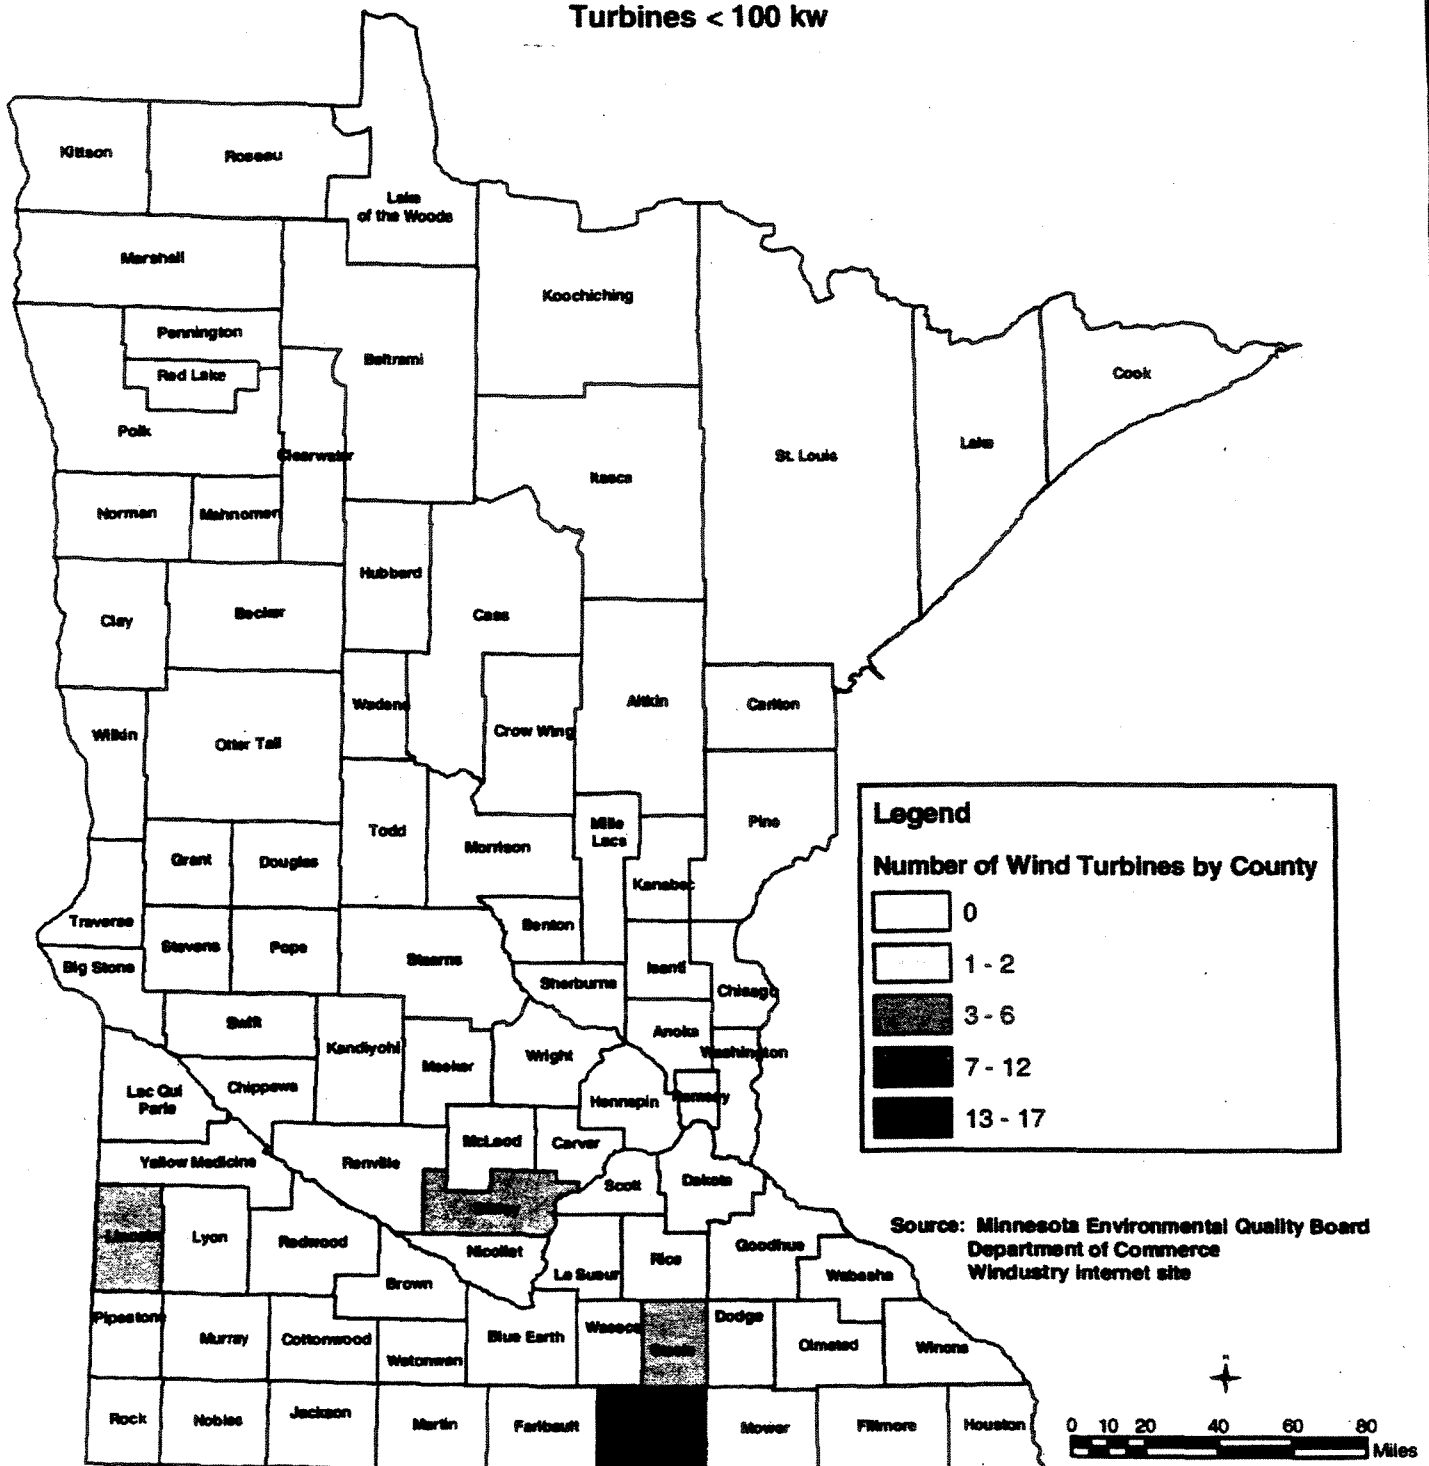 Turbines < 100 kw
Kittson
Roseau
Lake
of the Woods
Marshall
Koochiching
Pennington
Beltrami
Red Lake
Cook
Polk
Clearwater
St. Louis
Lake
Itasca
Norman
Mahnomen
Hubbard
Becker
Cass
Clay
Aitkin
Wadena
Carlton
Wilkin
Crow Wing
Otter Tail
Legend
Number of Wind Turbines by County
0
1 - 2
3 - 6
7 - 12
13 - 17
Pine
Mille
Lacs
Todd
Morrison
Grant
Douglas
Kanabec
Traverse
Benton
Stevens
Pope
Stearns
Big Stone
Isanti
Sherburne
Chisago
Swift
Anoka
Kandiyohi
Wright
Washington
Meeker
Chippewa
Lac Qui
Parle
Hennepin
Ramsey
McLeod
Carver
Yellow Medicine
Renville
Dakota
Scott
Sibley
Lincoln
Lyon
Redwood
Nicollet
Rice
Goodhue
Le Sueur
Wabasha
Brown
Source: Minnesota Environmental Quality Board
Department of Commerce
Windustry internet site
Pipestone
Murray
Cottonwood
Watonwan
Blue Earth
Waseca
Steele
Dodge
Olmsted
Winona
Rock
Nobles
Jackson
Martin
Faribault
Mower
Fillmore
Houston
0 10 20 40 60 80
Miles